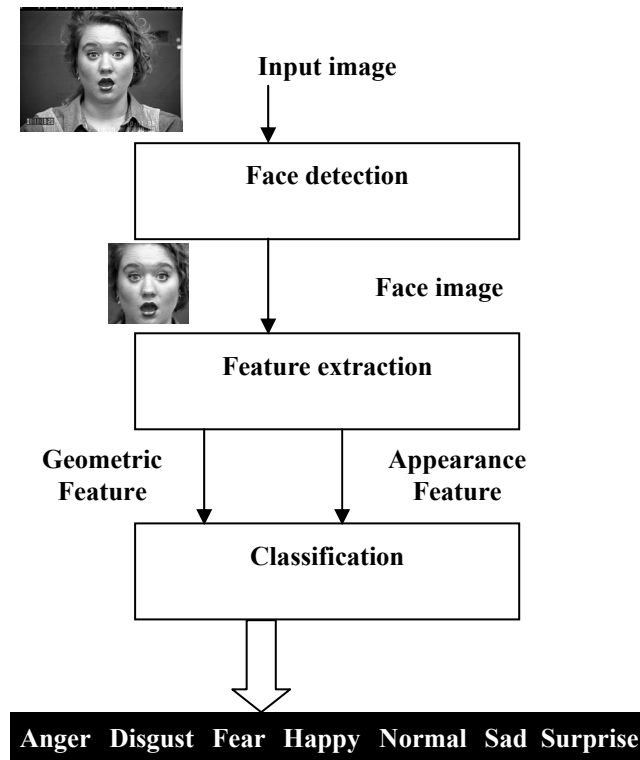 Input image
Face detection
Face image
Feature extraction
Geometric
Feature
Appearance
Feature
Classification
Anger Disgust Fear Happy Normal Sad Surprise